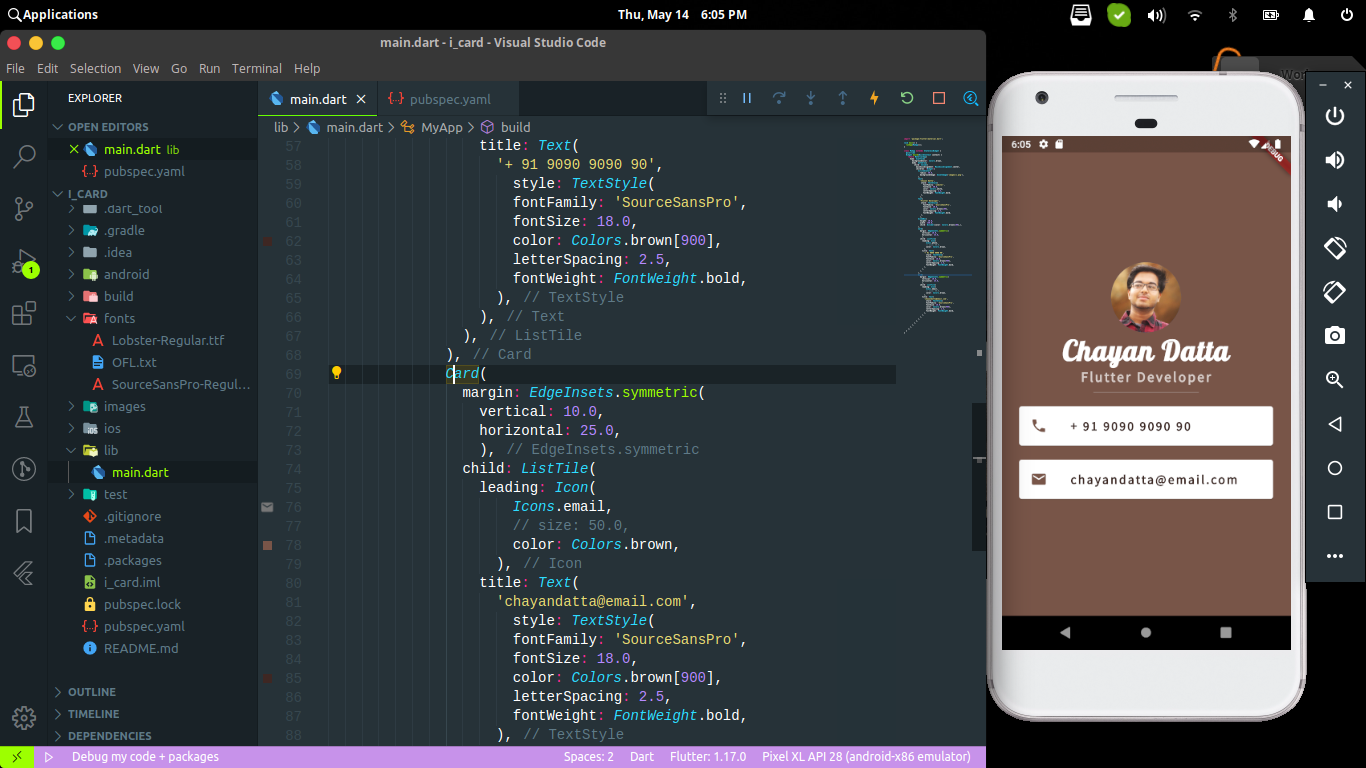 Applications
Thu, May 14 6:05 PM
main.dart - i_card - Visual Studio Code
File Edit Selection View Go Run Terminal Help
EXPLORER
OPEN EDITORS
main.dart lib
pubspec.yaml
I_CARD
.dart_tool
.gradle
.idea
android
build
fonts
Lobster-Regular.ttf
OFL.txt
SourceSansPro-Regul...
images
ios
lib
main.dart
test
.gitignore
.metadata
.packages
i_card.iml
pubspec.lock
pubspec.yaml
README.md
OUTLINE
TIMELINE
DEPENDENCIES
1
main.dart
pubspec.yaml
lib > main.dart > MyApp > build
57 title: Text(
58 '+ 91 9090 9090 90',
59 style: TextStyle(
60 fontFamily: 'SourceSansPro',
61 fontSize: 18.0,
62 color: Colors.brown[900],
63 letterSpacing: 2.5,
64 fontWeight: FontWeight.bold,
65 ), // TextStyle
66 ), // Text
67 ), // ListTile
68 ), // Card
69 Card(
70 margin: EdgeInsets.symmetric(
71 vertical: 10.0,
72 horizontal: 25.0,
73 ), // EdgeInsets.symmetric
74 child: ListTile(
75 leading: Icon(
76 Icons.email,
77 // size: 50.0,
78 color: Colors.brown,
79 ), // Icon
80 title: Text(
81 'chayandatta@email.com',
82 style: TextStyle(
83 fontFamily: 'SourceSansPro',
84 fontSize: 18.0,
85 color: Colors.brown[900],
86 letterSpacing: 2.5,
87 fontWeight: FontWeight.bold,
88 ), // TextStyle
Debug my code + packages
Spaces: 2 Dart Flutter: 1.17.0 Pixel XL API 28 (android-x86 emulator)
6:05
DEBUG
Chayan Datta
Flutter Developer
+ 91 9090 9090 90
chayandatta@email.com